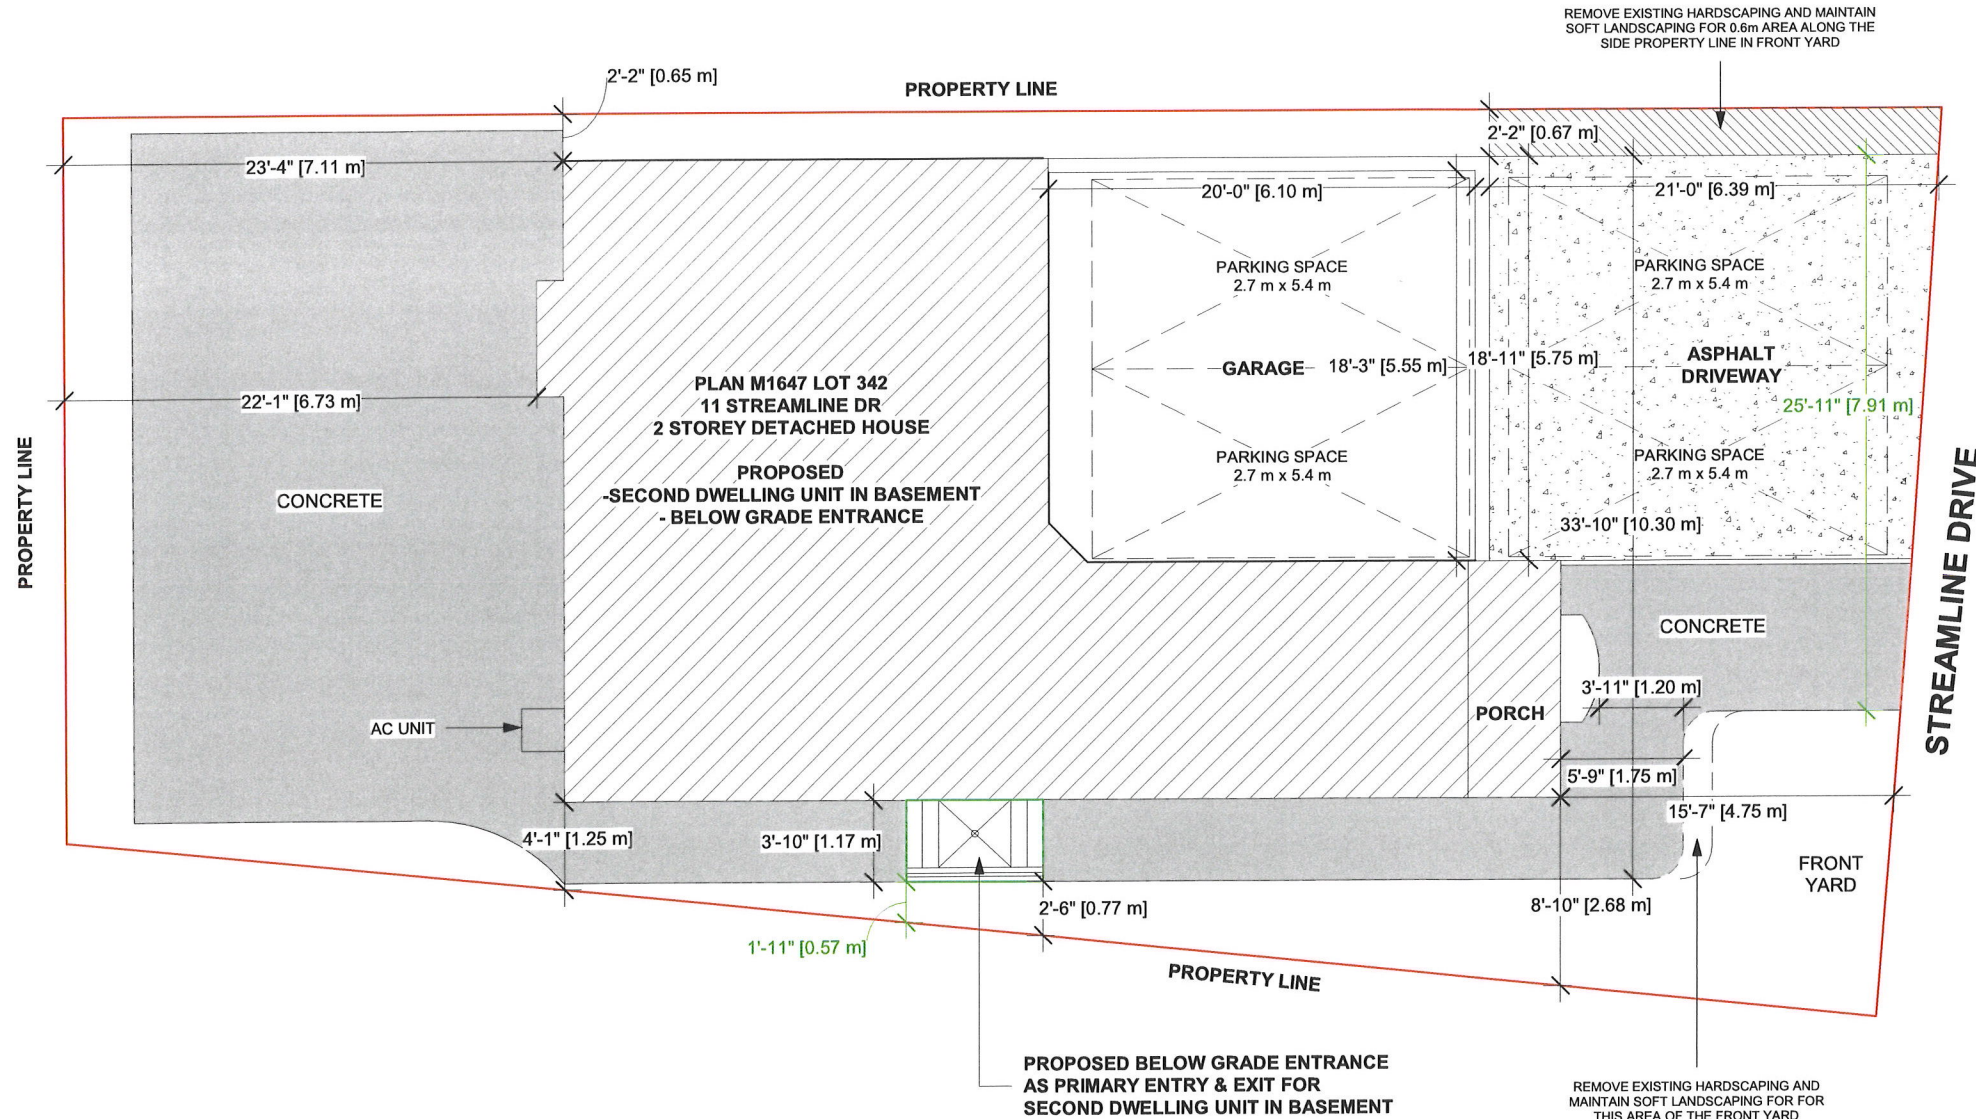 REMOVE EXISTING HARDSCAPING AND MAINTAIN
SOFT LANDSCAPING FOR 0.6m AREA ALONG THE
SIDE PROPERTY LINE IN FRONT YARD
2'-2" [0.65 m]
PROPERTY LINE
2'-2" [0.67 m]
23'-4" [7.11 m]
20'-0" [6.10 m]
21'-0" [6.39 m]
PARKING SPACE
2.7 m x 5.4 m
PARKING SPACE
2.7 m x 5.4 m
GARAGE
18'-3" [5.55 m]
18'-11" [5.75 m]
ASPHALT
DRIVEWAY
25'-11" [7.91 m]
22'-1" [6.73 m]
PLAN M1647 LOT 342
11 STREAMLINE DR
2 STOREY DETACHED HOUSE
PROPOSED
-SECOND DWELLING UNIT IN BASEMENT
- BELOW GRADE ENTRANCE
PARKING SPACE
2.7 m x 5.4 m
PARKING SPACE
2.7 m x 5.4 m
PROPERTY LINE
CONCRETE
33'-10" [10.30 m]
STREAMLINE DRIVE
CONCRETE
3'-11" [1.20 m]
PORCH
AC UNIT
5'-9" [1.75 m]
15'-7" [4.75 m]
4'-1" [1.25 m]
3'-10" [1.17 m]
FRONT
YARD
2'-6" [0.77 m]
8'-10" [2.68 m]
1'-11" [0.57 m]
PROPERTY LINE
PROPOSED BELOW GRADE ENTRANCE
AS PRIMARY ENTRY & EXIT FOR
SECOND DWELLING UNIT IN BASEMENT
REMOVE EXISTING HARDSCAPING AND
MAINTAIN SOFT LANDSCAPING FOR FOR
THIS AREA OF THE FRONT YARD